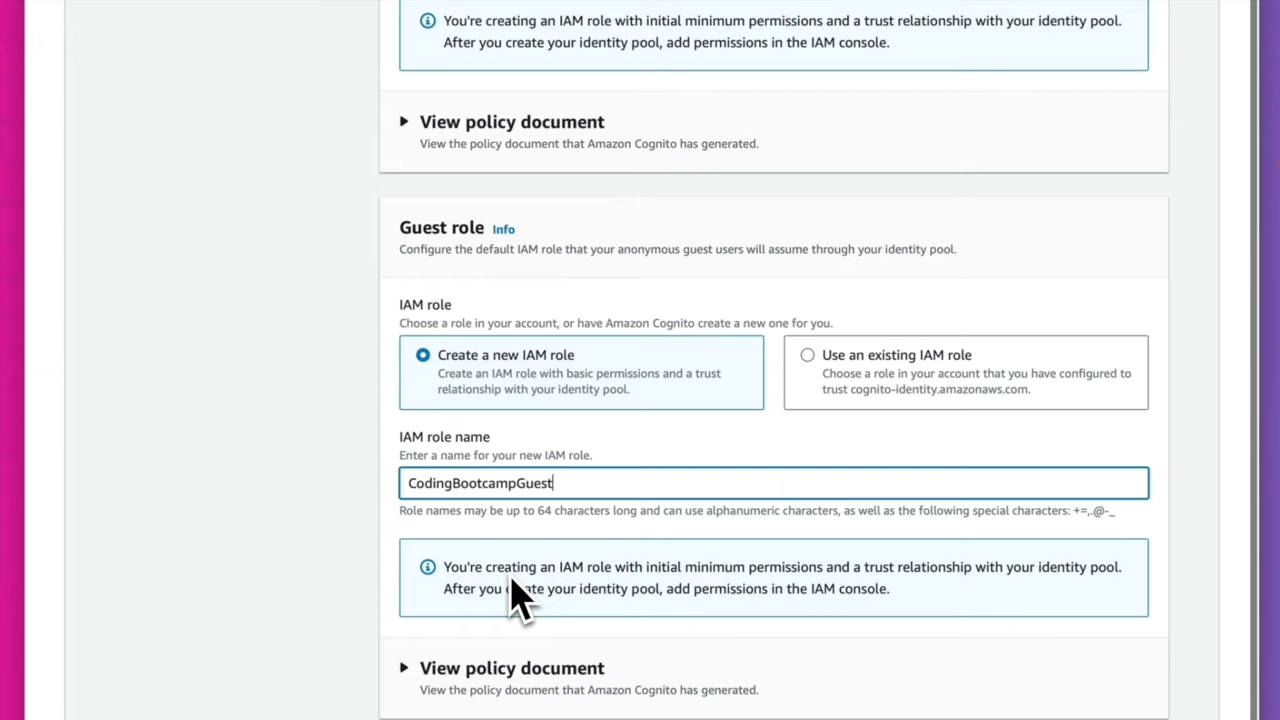 You're creating an IAM role with initial minimum permissions and a trust relationship with your identity pool.
After you create your identity pool, add permissions in the IAM console.
View policy document
View the policy document that Amazon Cognito has generated.
Guest role Info
Configure the default IAM role that your anonymous guest users will assume through your identity pool.
IAM role
Choose a role in your account, or have Amazon Cognito create a new one for you.
Create a new IAM role
Create an IAM role with basic permissions and a trust
relationship with your identity pool.
Use an existing IAM role
Choose a role in your account that you have configured to
trust cognito-identity.amazonaws.com.
IAM role name
Enter a name for your new IAM role.
CodingBootcampGuest
Role names may be up to 64 characters long and can use alphanumeric characters, as well as the following special characters: +=,.@-_
You're creating an IAM role with initial minimum permissions and a trust relationship with your identity pool.
After you create your identity pool, add permissions in the IAM console.
View policy document
View the policy document that Amazon Cognito has generated.